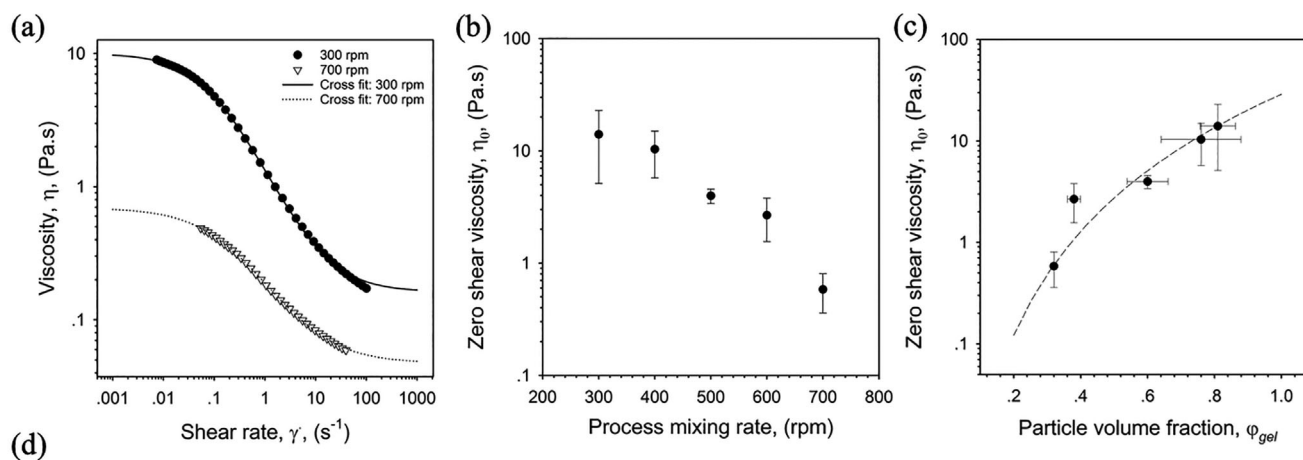 (a)
10
1
.1
Viscosity, η, (Pa.s)
300 rpm
700 rpm
Cross fit: 300 rpm
Cross fit: 700 rpm
.001 .01 .1 1 10 100 1000
Shear rate, γ˙, (s⁻¹)
(b)
100
10
1
.1
Zero shear viscosity, η₀, (Pa.s)
200 300 400 500 600 700 800
Process mixing rate, (rpm)
(c)
100
10
1
.1
Zero shear viscosity, η₀, (Pa.s)
.2 .4 .6 .8 1.0
Particle volume fraction, φgel
(d)